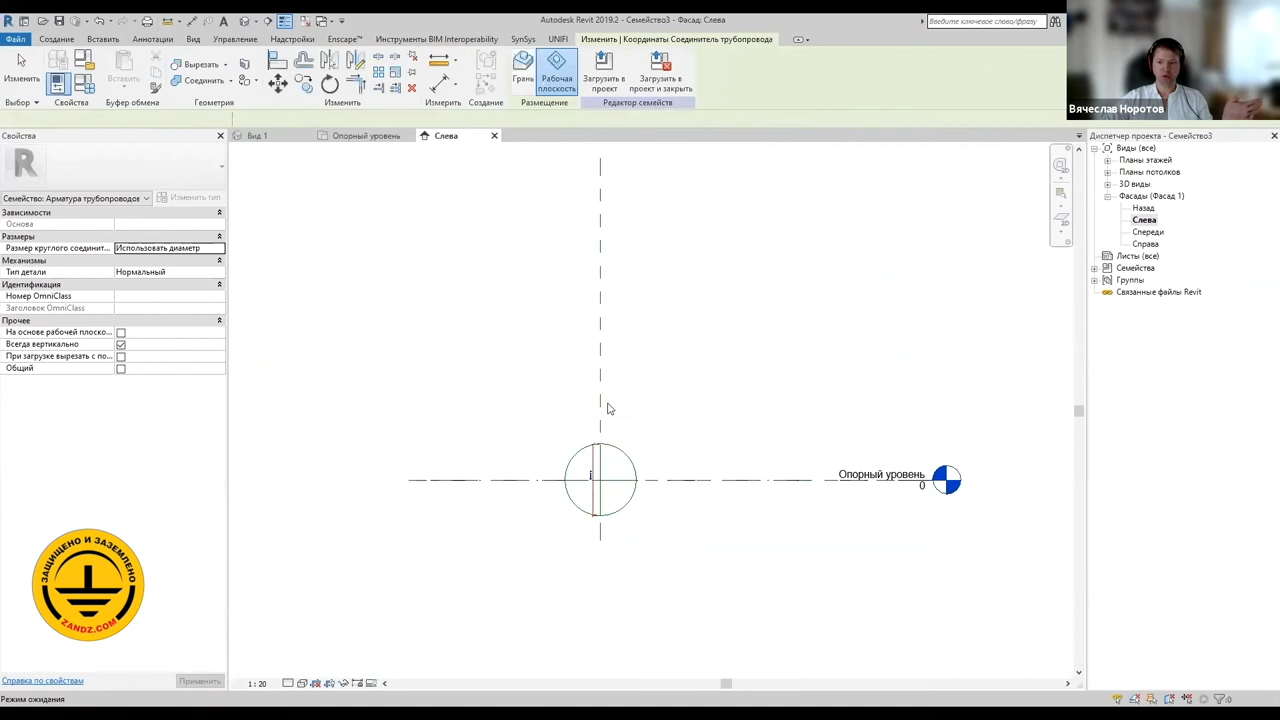 Autodesk Revit 2019.2 - Семейство3 - Фасад: Слева
Введите ключевое слово/фразу
Файл Создание Вставить Аннотации Вид Управление Надстройки Enscape™ Инструменты BIM Interoperability SynSys UNIFI Изменить | Координаты Соединитель трубопровода
Изменить
Вставить
Вырезать
Соединить
Грань
Рабочая плоскость
Загрузить в проект
Загрузить в проект и закрыть
Выбор Свойства Буфер обмена Геометрия Изменить Измерить Создание Размещение Редактор семейств
Вячеслав Норотов
Свойства
Вид 1
Опорный уровень
Слева
Диспетчер проекта - Семейство3
Виды (все)
Планы этажей
Планы потолков
3D виды
Фасады (Фасад 1)
Назад
Слева
Спереди
Справа
Листы (все)
Семейства
Группы
Связанные файлы Revit
R
Семейство: Арматура трубопроводов
Изменить тип
Зависимости
Основа
Размеры
Размер круглого соединит... Использовать диаметр
Механизмы
Тип детали Нормальный
Идентификация
Номер OmniClass
Заголовок OmniClass
Прочее
На основе рабочей плоско...
Всегда вертикально
При загрузке вырезать с по...
Общий
Опорный уровень
0
ЗАЩИЩЕНО И ЗАЗЕМЛЕНО
ZANDZ.COM
Справка по свойствам
Применить
1 : 20
Режим ожидания